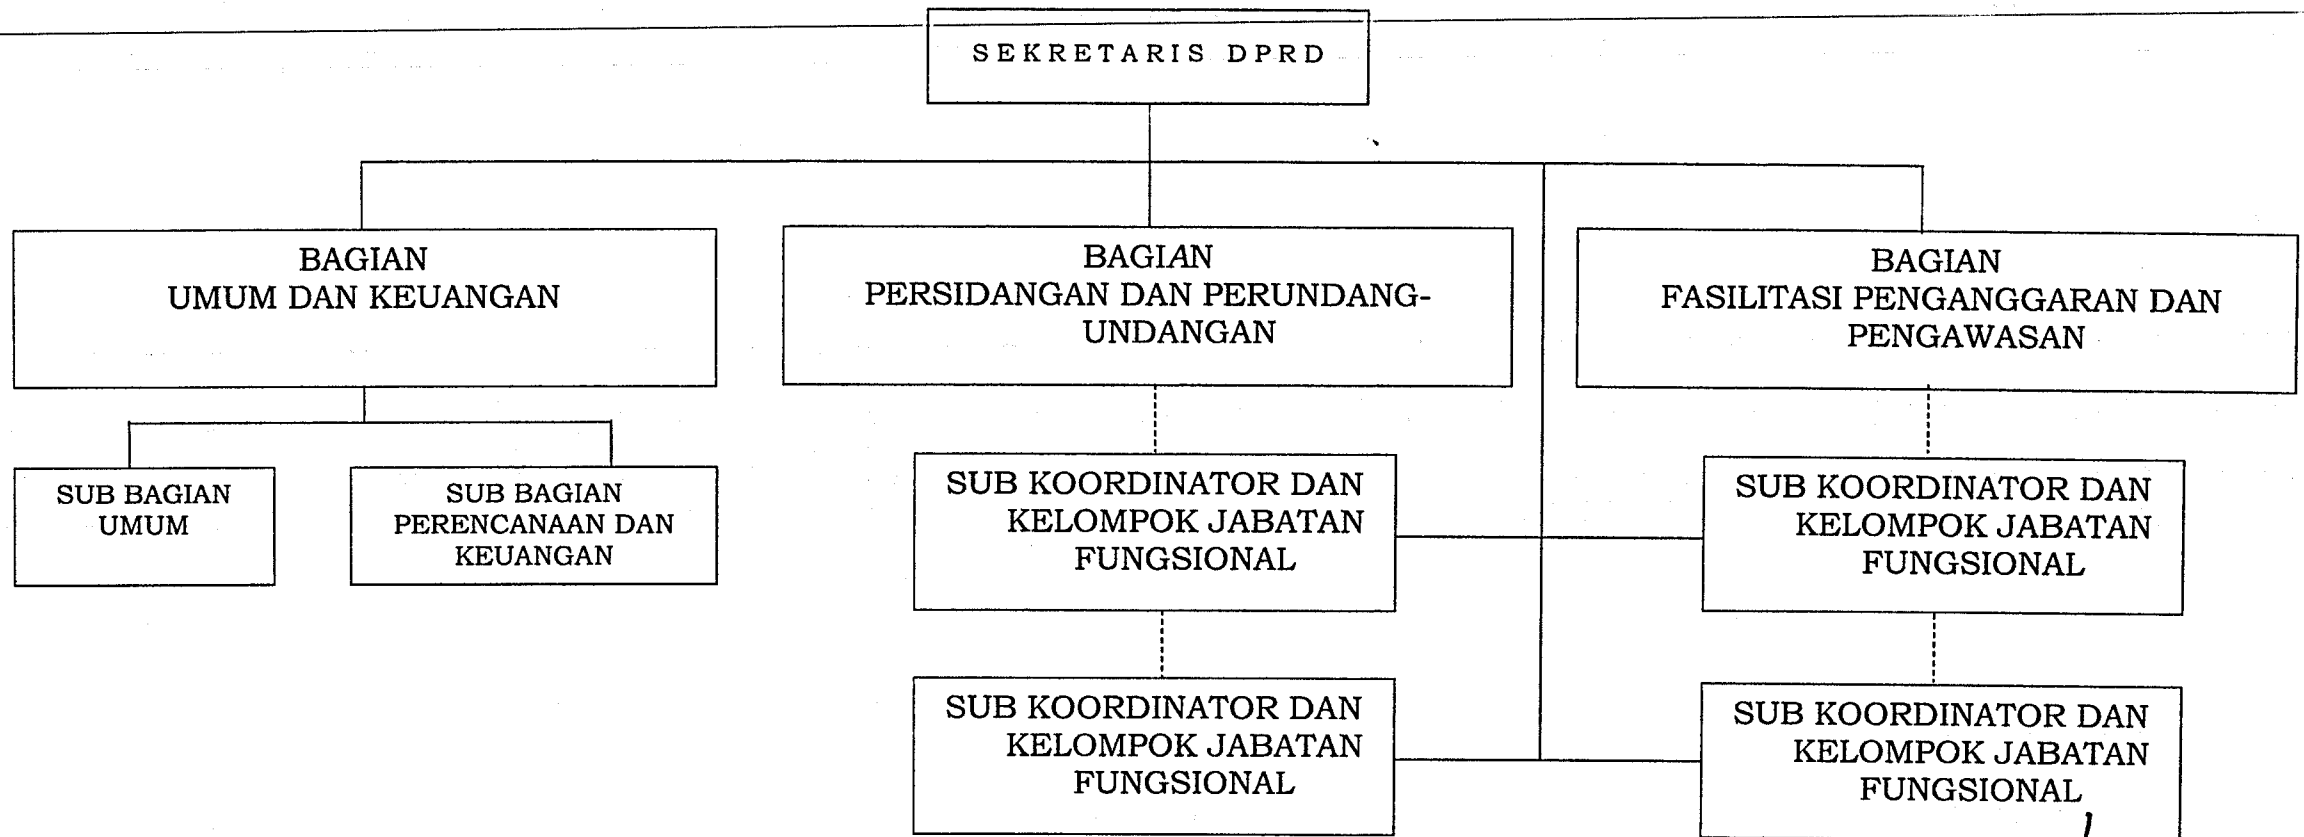 SEKRETARIS DPRD
BAGIAN
UMUM DAN KEUANGAN
BAGIAN
PERSIDANGAN DAN PERUNDANG-
UNDANGAN
BAGIAN
FASILITASI PENGANGGARAN DAN
PENGAWASAN
SUB BAGIAN
UMUM
SUB BAGIAN
PERENCANAAN DAN
KEUANGAN
SUB KOORDINATOR DAN
KELOMPOK JABATAN
FUNGSIONAL
SUB KOORDINATOR DAN
KELOMPOK JABATAN
FUNGSIONAL
SUB KOORDINATOR DAN
KELOMPOK JABATAN
FUNGSIONAL
SUB KOORDINATOR DAN
KELOMPOK JABATAN
FUNGSIONAL